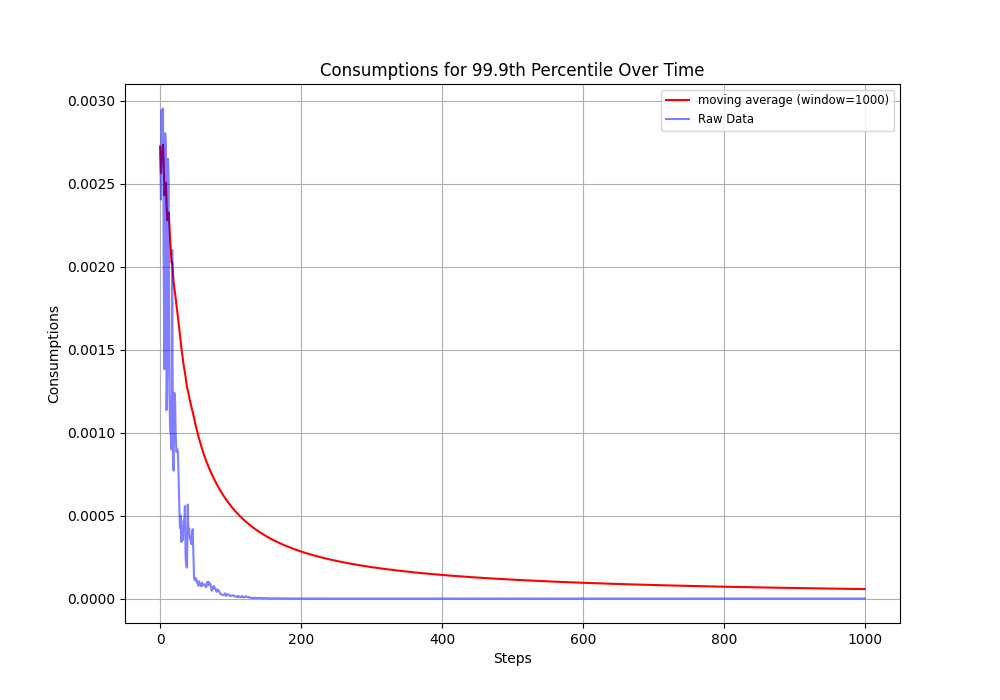 Consumptions for 99.9th Percentile Over Time
moving average (window=1000)
Raw Data
0.0030
0.0025
0.0020
0.0015
0.0010
0.0005
0.0000
Consumptions
0 200 400 600 800 1000
Steps